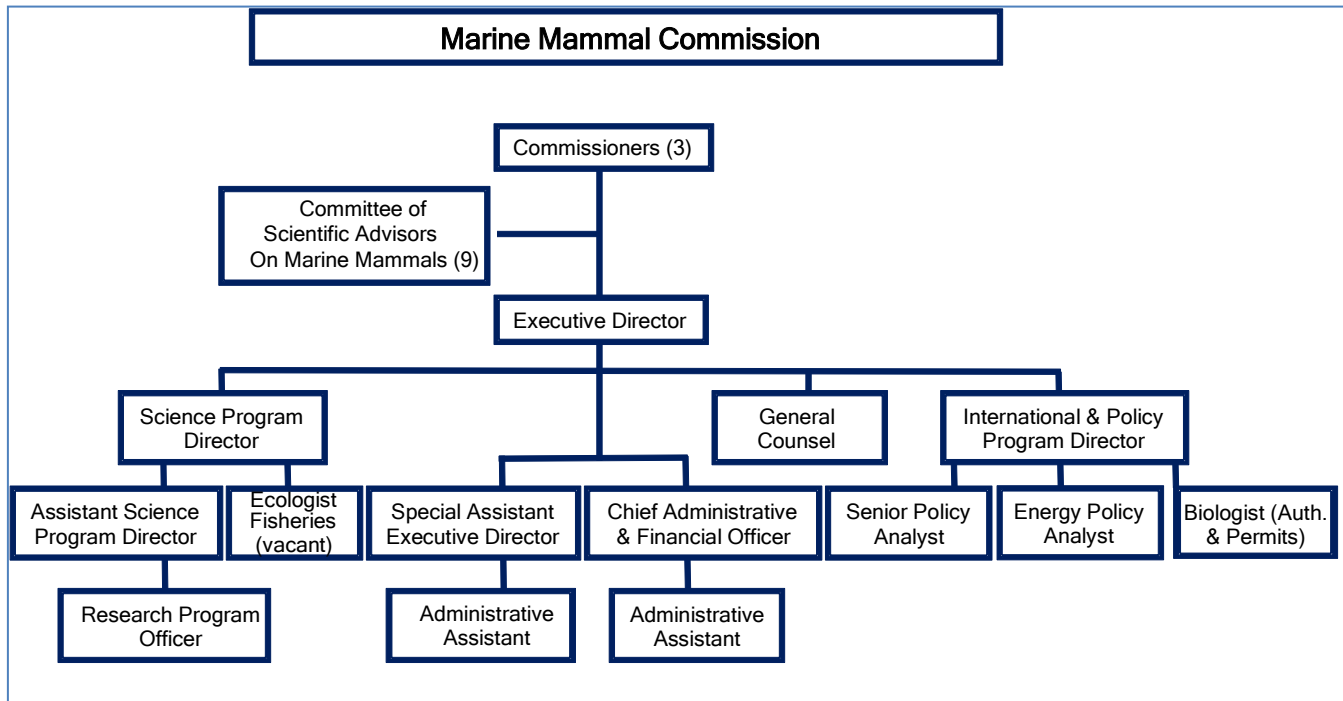 Marine Mammal Commission
Commissioners (3)
Committee of
Scientific Advisors
On Marine Mammals (9)
Executive Director
Science Program
Director
General
Counsel
International & Policy
Program Director
Assistant Science
Program Director
Ecologist
Fisheries
(vacant)
Special Assistant
Executive Director
Chief Administrative
& Financial Officer
Senior Policy
Analyst
Energy Policy
Analyst
Biologist (Auth.
& Permits)
Research Program
Officer
Administrative
Assistant
Administrative
Assistant